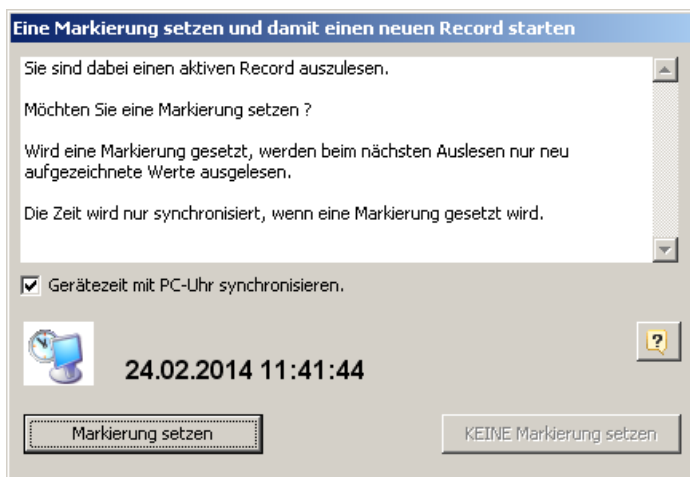 Eine Markierung setzen und damit einen neuen Record starten
Sie sind dabei einen aktiven Record auszulesen.
Möchten Sie eine Markierung setzen ?
Wird eine Markierung gesetzt, werden beim nächsten Auslesen nur neu
aufgezeichnete Werte ausgelesen.
Die Zeit wird nur synchronisiert, wenn eine Markierung gesetzt wird.
Gerätezeit mit PC-Uhr synchronisieren.
?
24.02.2014 11:41:44
Markierung setzen
KEINE Markierung setzen